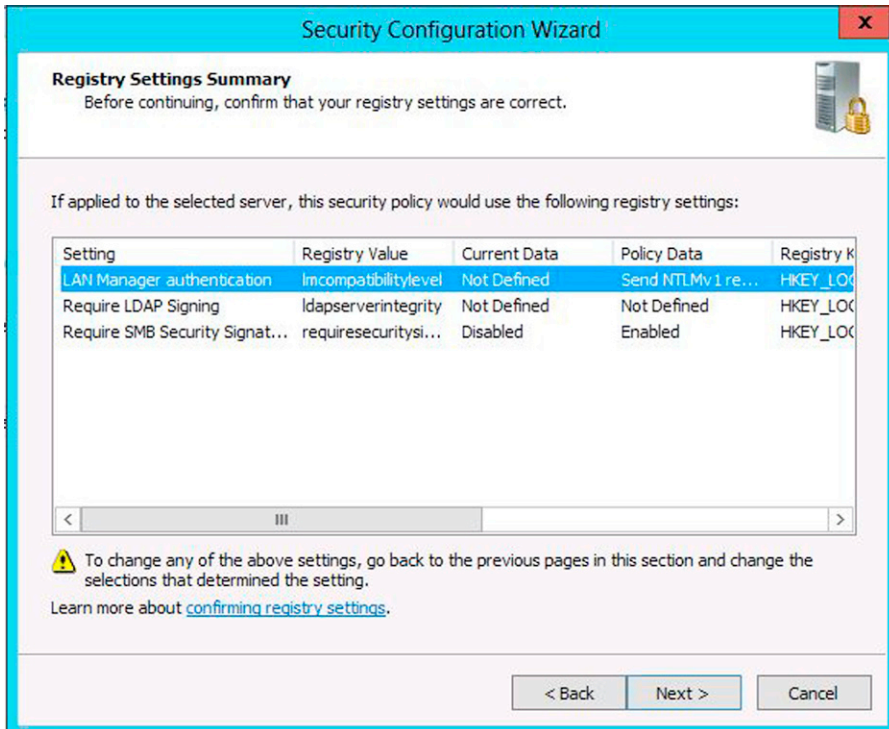 Security Configuration Wizard
x
Registry Settings Summary
Before continuing, confirm that your registry settings are correct.
If applied to the selected server, this security policy would use the following registry settings:
Setting Registry Value Current Data Policy Data Registry K
LAN Manager authentication lmcompatibilitylevel Not Defined Send NTLMv1 re... HKEY_LOC
Require LDAP Signing ldapserverintegrity Not Defined Not Defined HKEY_LOC
Require SMB Security Signat... requiresecuritysi... Disabled Enabled HKEY_LOC
To change any of the above settings, go back to the previous pages in this section and change the
selections that determined the setting.
Learn more about confirming registry settings.
< Back Next > Cancel